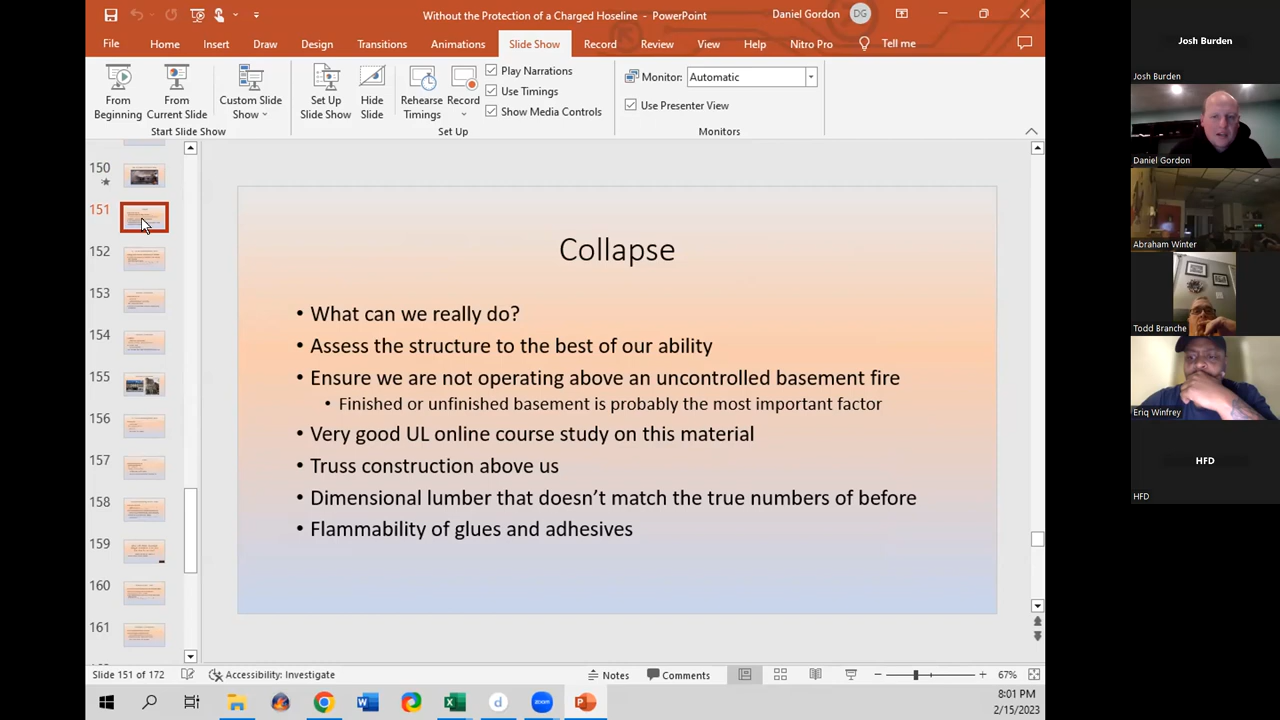 Without the Protection of a Charged Hoseline - PowerPoint
Daniel Gordon
DG
File
Home
Insert
Draw
Design
Transitions
Animations
Slide Show
Record
Review
View
Help
Nitro Pro
Tell me
From Beginning
From Current Slide
Custom Slide Show
Set Up Slide Show
Hide Slide
Rehearse Timings
Record
Play Narrations
Use Timings
Show Media Controls
Monitor: Automatic
Use Presenter View
Start Slide Show
Set Up
Monitors
150
151
152
153
154
155
156
157
158
159
160
161
Collapse
• What can we really do?
• Assess the structure to the best of our ability
• Ensure we are not operating above an uncontrolled basement fire
• Finished or unfinished basement is probably the most important factor
• Very good UL online course study on this material
• Truss construction above us
• Dimensional lumber that doesn’t match the true numbers of before
• Flammability of glues and adhesives
Slide 151 of 172
Accessibility: Investigate
Notes
Comments
67%
8:01 PM
2/15/2023
Josh Burden
Josh Burden
Daniel Gordon
Abraham Winter
Todd Branche
Eriq Winfrey
HFD
HFD